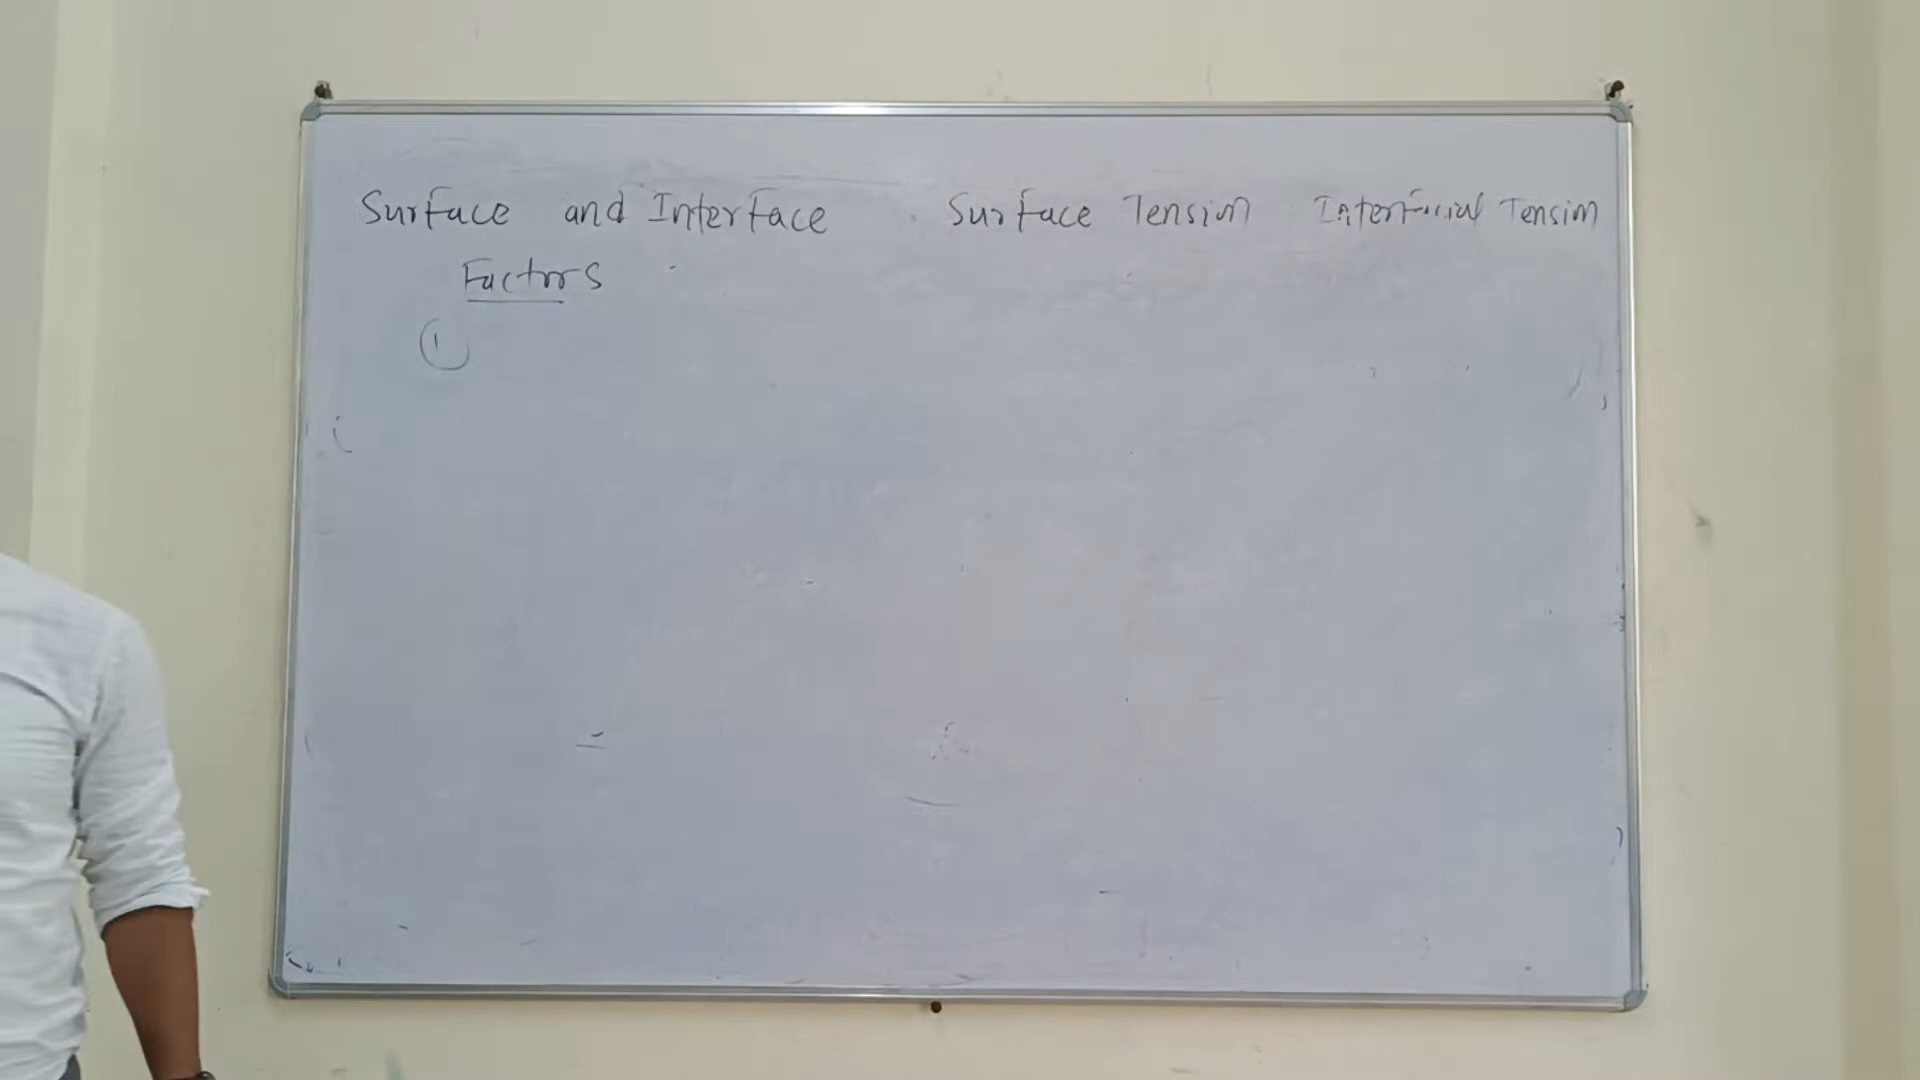 Surface and Interface Surface Tension Interfacial Tension
Factors
①